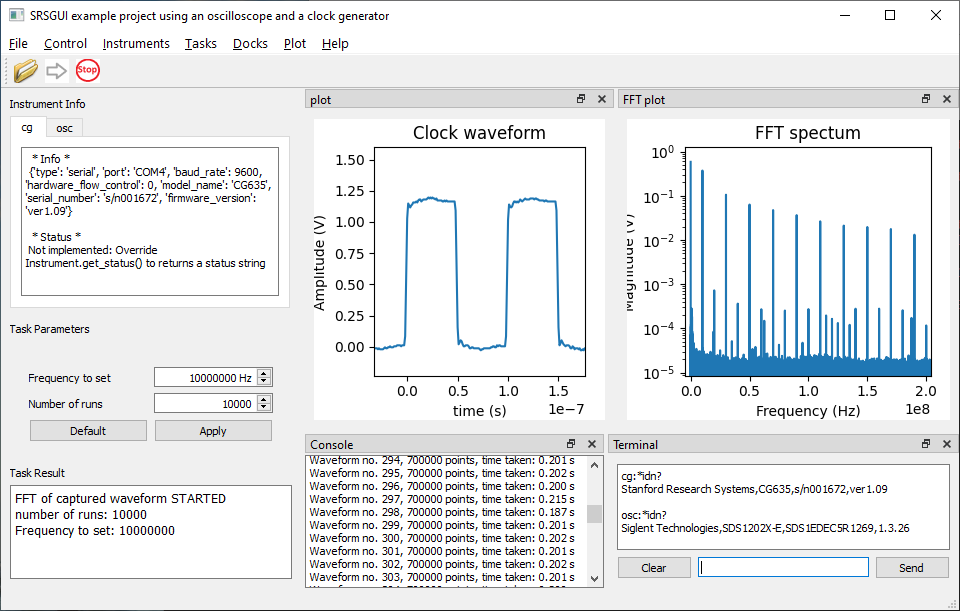 SRSGUI example project using an oscilloscope and a clock generator
File Control Instruments Tasks Docks Plot Help
Stop
Instrument Info
cg osc
* Info *
{'type': 'serial', 'port': 'COM4', 'baud_rate': 9600,
'hardware_flow_control': 0, 'model_name': 'CG635',
'serial_number': 's/n001672', 'firmware_version':
'ver1.09'}
* Status *
Not implemented: Override
Instrument.get_status() to returns a status string
Task Parameters
Frequency to set 10000000 Hz
Number of runs 10000
Default Apply
Task Result
FFT of captured waveform STARTED
number of runs: 10000
Frequency to set: 10000000
plot
Clock waveform
Amplitude (V)
1.50
1.25
1.00
0.75
0.50
0.25
0.00
0.0 0.5 1.0 1.5
time (s) 1e−7
FFT plot
FFT spectum
Magnitude (V)
10⁰
10⁻¹
10⁻²
10⁻³
10⁻⁴
10⁻⁵
0.0 0.5 1.0 1.5 2.0
Frequency (Hz) 1e8
Console
Waveform no. 294, 700000 points, time taken: 0.201 s
Waveform no. 295, 700000 points, time taken: 0.202 s
Waveform no. 296, 700000 points, time taken: 0.200 s
Waveform no. 297, 700000 points, time taken: 0.215 s
Waveform no. 298, 700000 points, time taken: 0.187 s
Waveform no. 299, 700000 points, time taken: 0.201 s
Waveform no. 300, 700000 points, time taken: 0.202 s
Waveform no. 301, 700000 points, time taken: 0.201 s
Waveform no. 302, 700000 points, time taken: 0.202 s
Waveform no. 303, 700000 points, time taken: 0.201 s
Terminal
cg:*idn?
Stanford Research Systems,CG635,s/n001672,ver1.09
osc:*idn?
Siglent Technologies,SDS1202X-E,SDS1EDEC5R1269,1.3.26
Clear Send